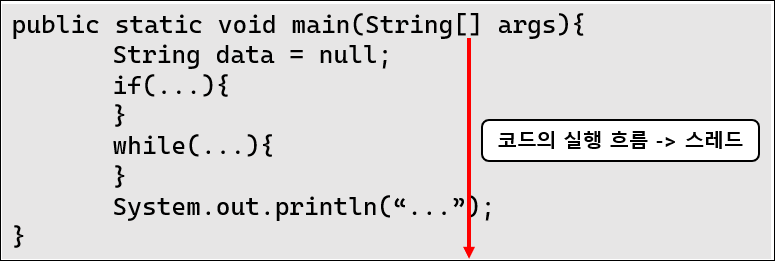 public static void main(String[] args){
String data = null;
if(...){
}
while(...){
}
System.out.println(“...”);
}
코드의 실행 흐름 -> 스레드